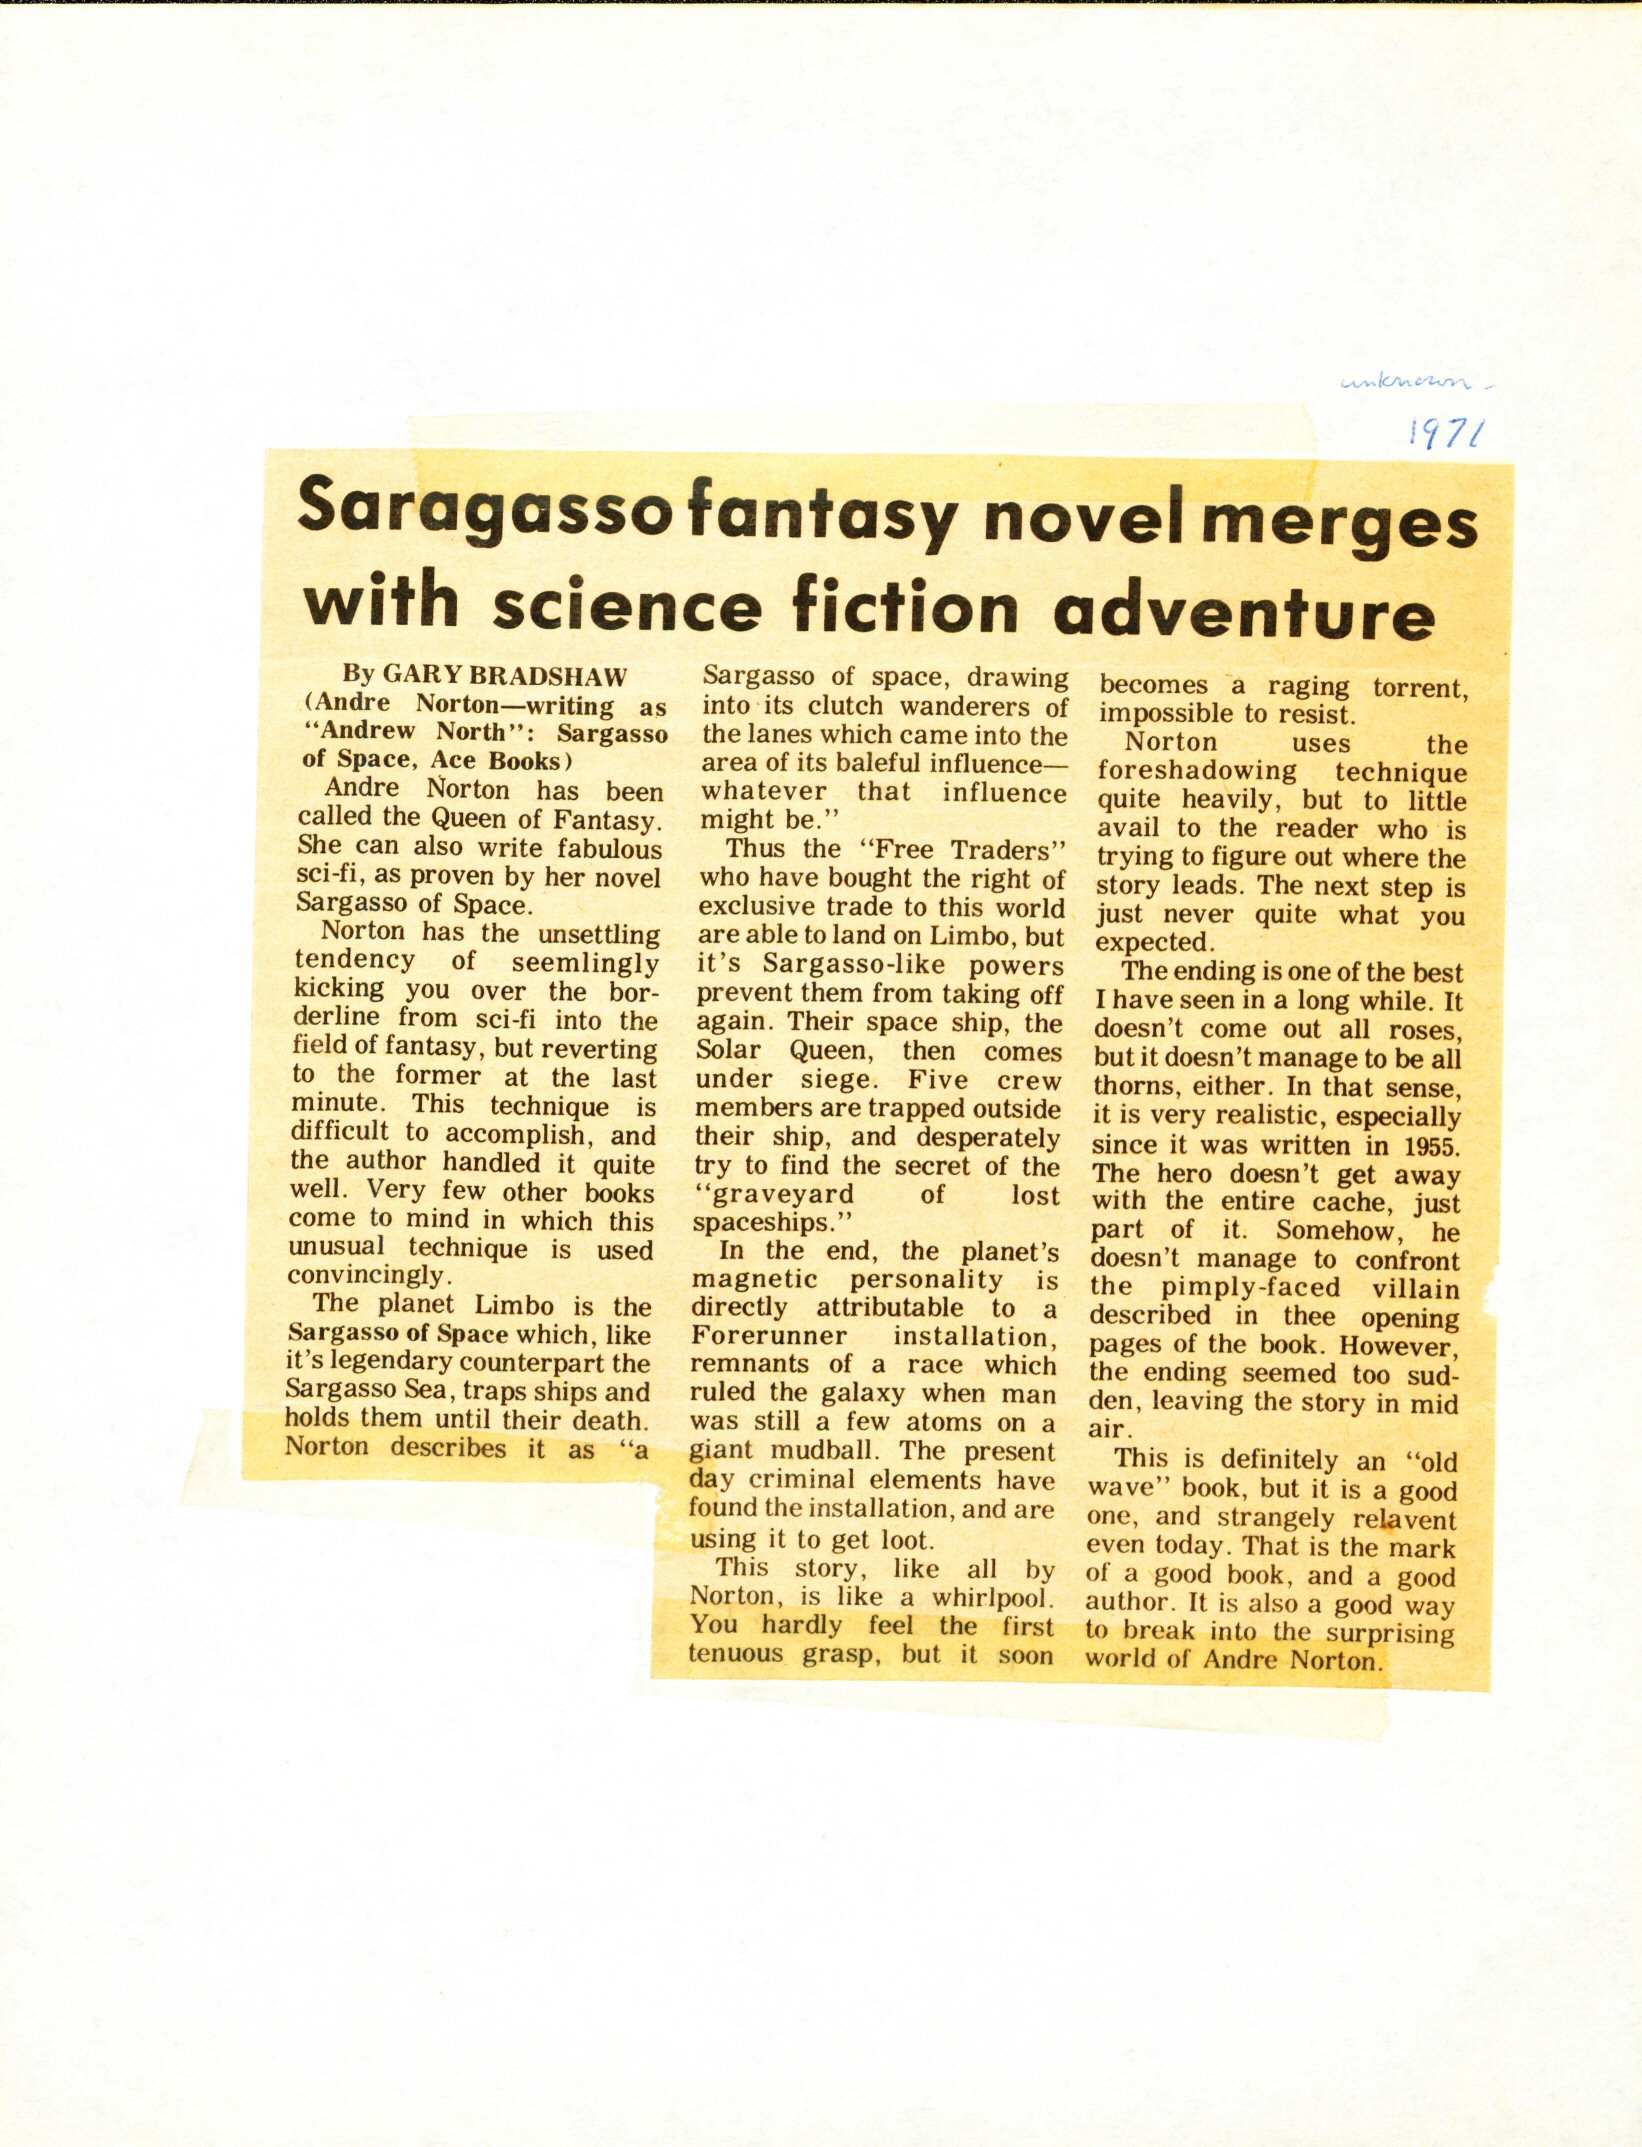 unknown -
1971
Saragasso fantasy novel merges
with science fiction adventure
By GARY BRADSHAW
(Andre Norton—writing as
“Andrew North”: Sargasso
of Space, Ace Books)
Andre Norton has been
called the Queen of Fantasy.
She can also write fabulous
sci-fi, as proven by her novel
Sargasso of Space.
Norton has the unsettling
tendency of seemlingly
kicking you over the bor-
derline from sci-fi into the
field of fantasy, but reverting
to the former at the last
minute. This technique is
difficult to accomplish, and
the author handled it quite
well. Very few other books
come to mind in which this
unusual technique is used
convincingly.
The planet Limbo is the
Sargasso of Space which, like
it's legendary counterpart the
Sargasso Sea, traps ships and
holds them until their death.
Norton describes it as “a
Sargasso of space, drawing
into its clutch wanderers of
the lanes which came into the
area of its baleful influence—
whatever that influence
might be.”
Thus the “Free Traders”
who have bought the right of
exclusive trade to this world
are able to land on Limbo, but
it's Sargasso-like powers
prevent them from taking off
again. Their space ship, the
Solar Queen, then comes
under siege. Five crew
members are trapped outside
their ship, and desperately
try to find the secret of the
“graveyard of lost
spaceships.”
In the end, the planet's
magnetic personality is
directly attributable to a
Forerunner installation,
remnants of a race which
ruled the galaxy when man
was still a few atoms on a
giant mudball. The present
day criminal elements have
found the installation, and are
using it to get loot.
This story, like all by
Norton, is like a whirlpool.
You hardly feel the first
tenuous grasp, but it soon
becomes a raging torrent,
impossible to resist.
Norton uses the
foreshadowing technique
quite heavily, but to little
avail to the reader who is
trying to figure out where the
story leads. The next step is
just never quite what you
expected.
The ending is one of the best
I have seen in a long while. It
doesn't come out all roses,
but it doesn't manage to be all
thorns, either. In that sense,
it is very realistic, especially
since it was written in 1955.
The hero doesn't get away
with the entire cache, just
part of it. Somehow, he
doesn't manage to confront
the pimply-faced villain
described in thee opening
pages of the book. However,
the ending seemed too sud-
den, leaving the story in mid
air.
This is definitely an “old
wave” book, but it is a good
one, and strangely relavent
even today. That is the mark
of a good book, and a good
author. It is also a good way
to break into the surprising
world of Andre Norton.